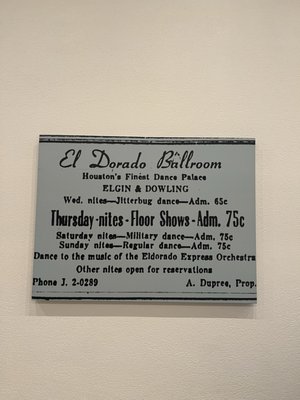 El Dorado Ballroom
Houston's Finest Dance Palace
ELGIN & DOWLING
Wed. nites—Jitterbug dance—Adm. 65c
Thursday-nites-Floor Shows-Adm. 75c
Saturday nites—Military dance—Adm. 75c
Sunday nites—Regular dance—Adm. 75c
Dance to the music of the Eldorado Express Orchestra
Other nites open for reservations
Phone J. 2-0289 A. Dupree, Prop.